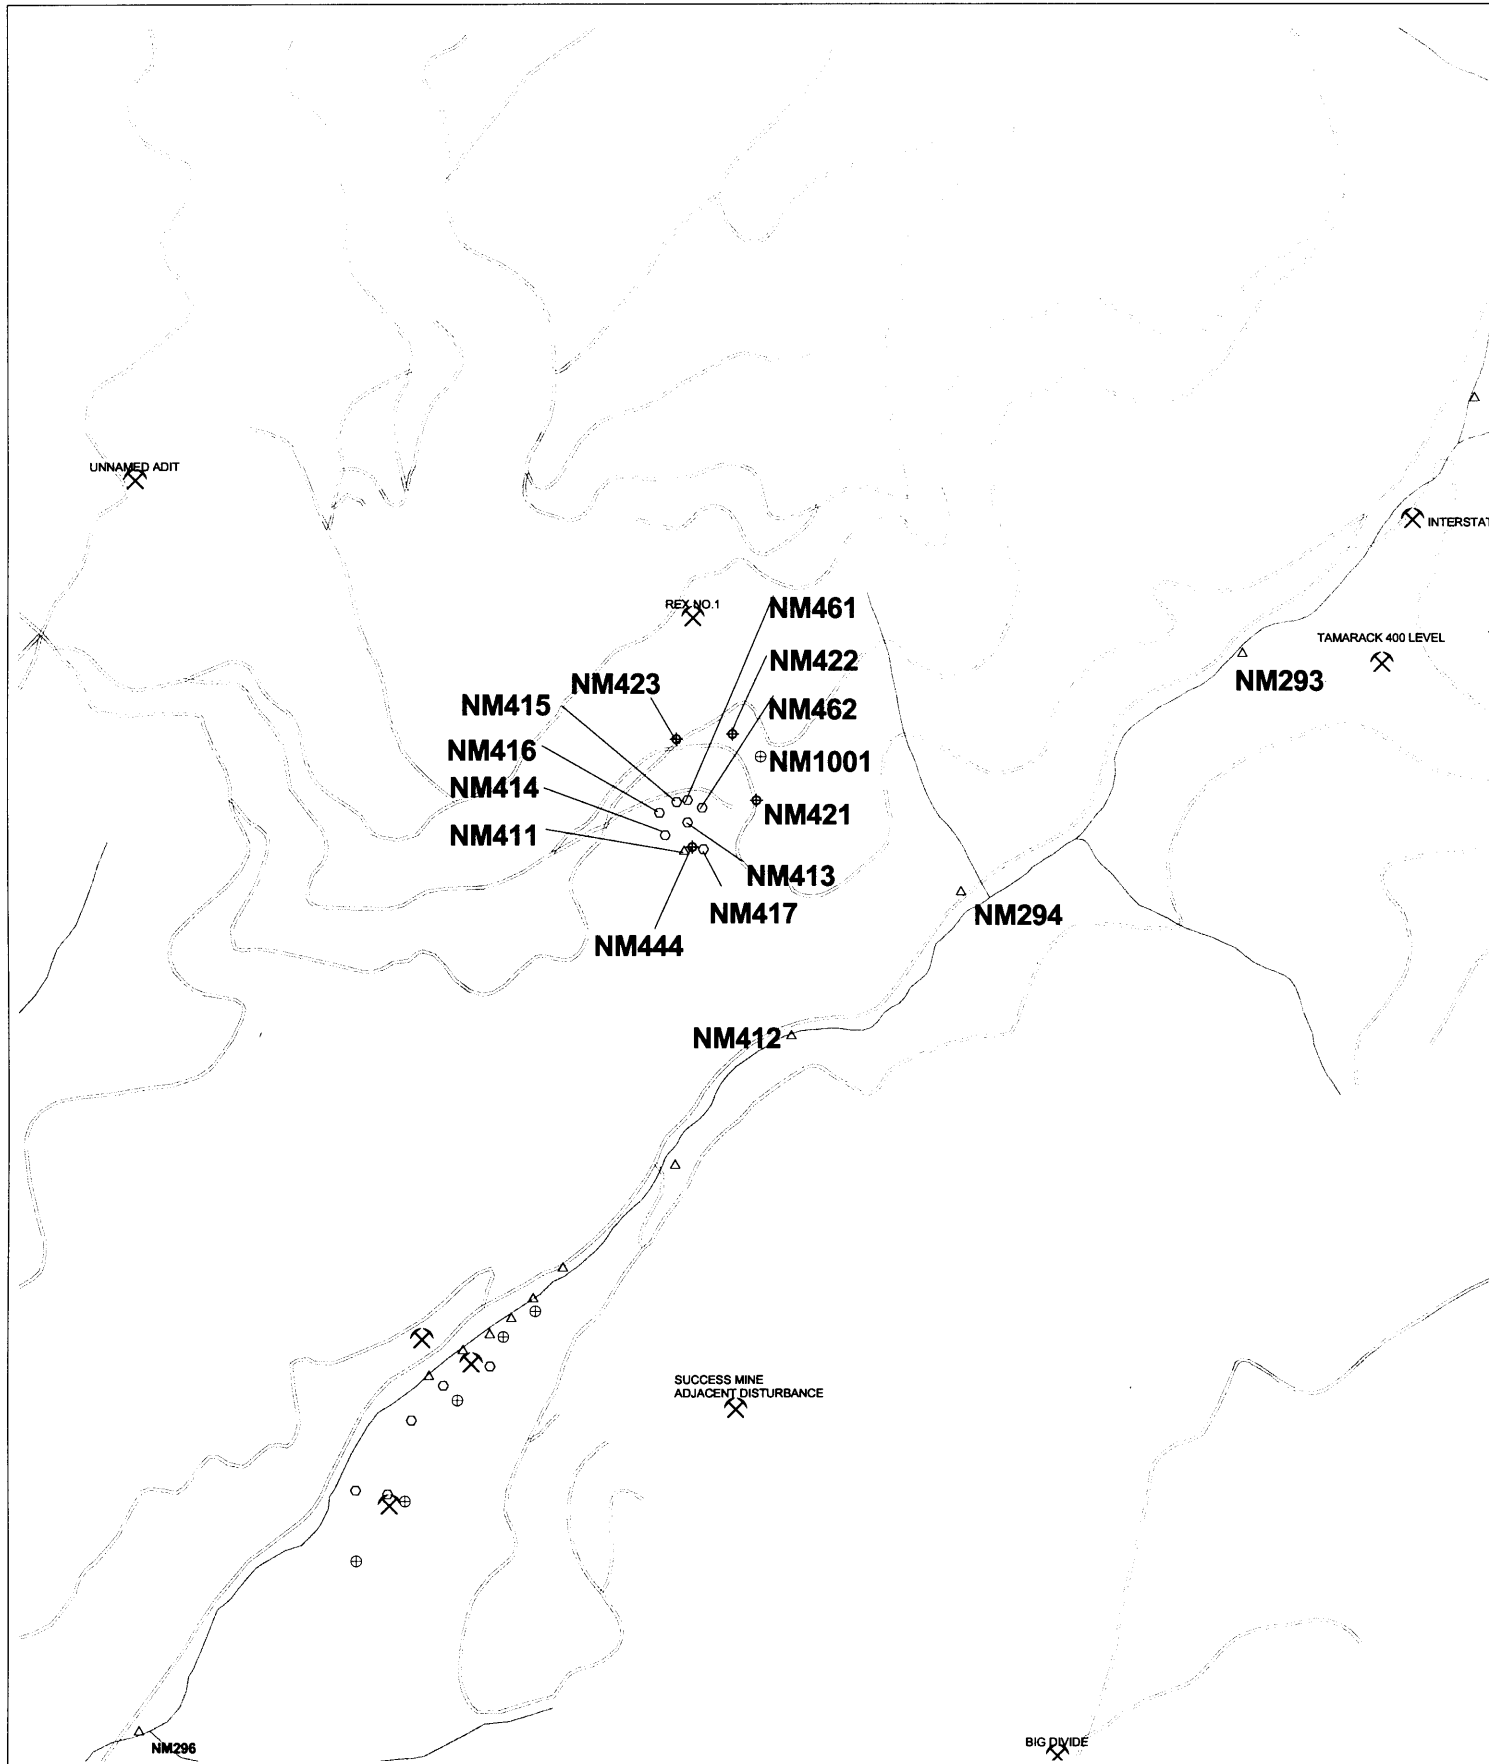 UNNAMED ADIT
INTERSTAT
REX NO.1
NM461
TAMARACK 400 LEVEL
NM422
NM293
NM423
NM415
NM462
NM416
NM1001
NM414
NM421
NM411
NM413
NM417
NM294
NM444
NM412
SUCCESS MINE
ADJACENT DISTURBANCE
NM296
BIG DIVIDE